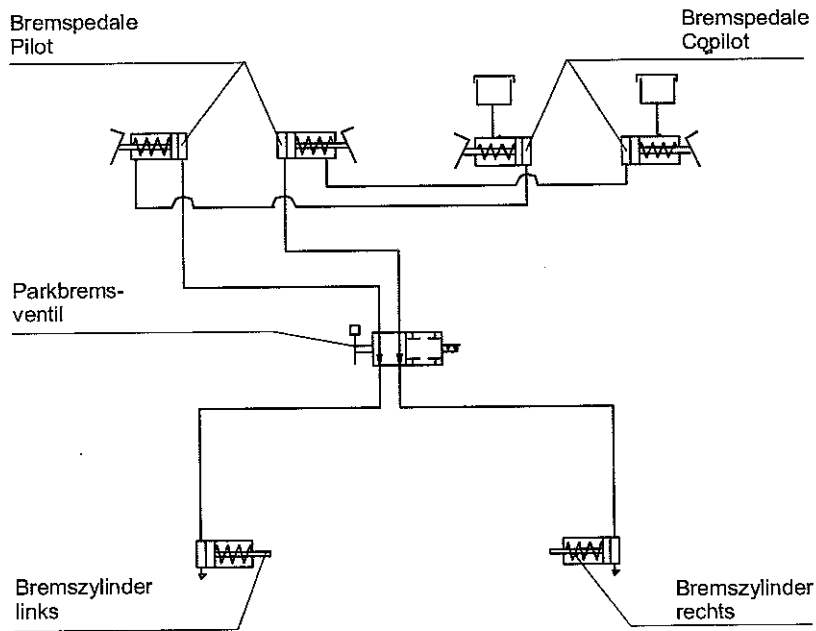 Bremspedale
Pilot
Bremspedale
Copilot
Parkbrems-
ventil
Bremszylinder
links
Bremszylinder
rechts